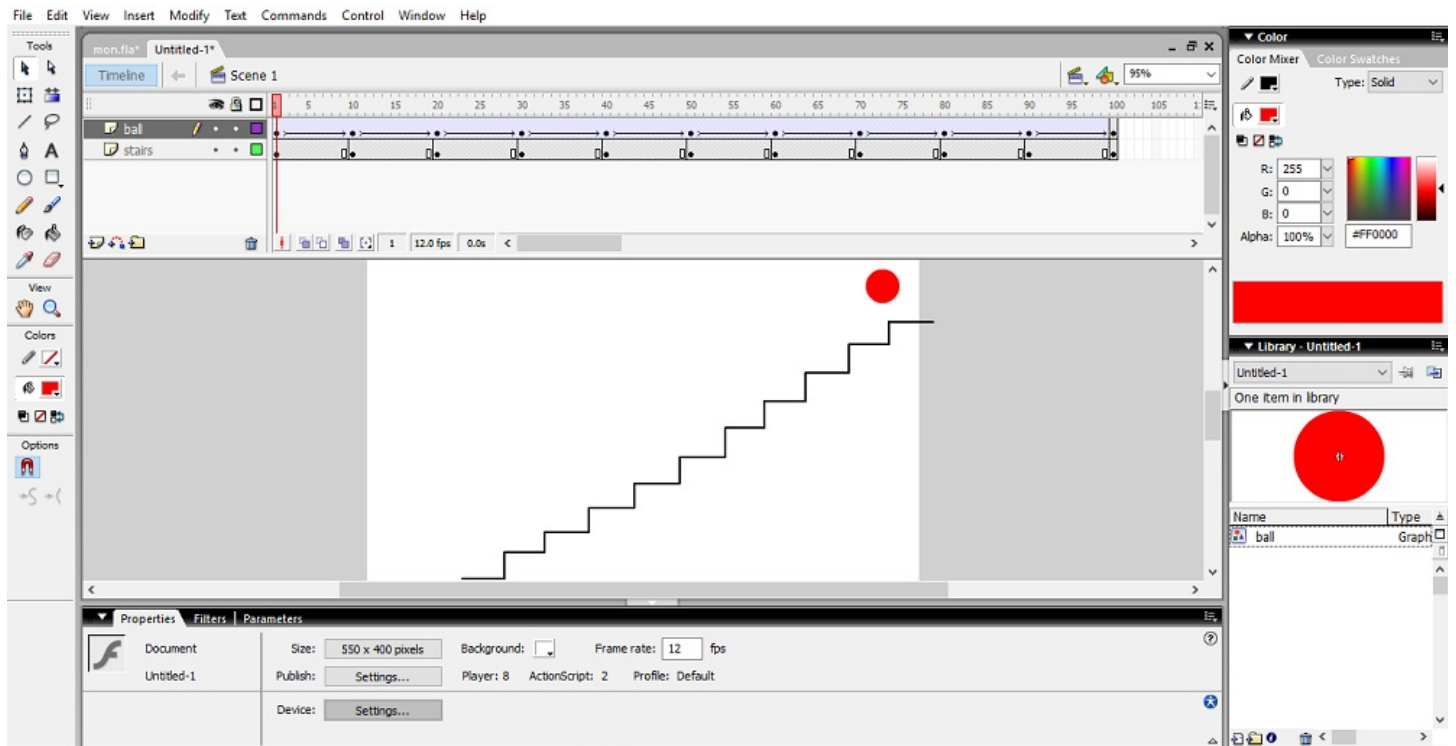 File Edit View Insert Modify Text Commands Control Window Help
Tools
mon.fla* Untitled-1*
Timeline Scene 1 95%
5 10 15 20 25 30 35 40 45 50 55 60 65 70 75 80 85 90 95 100 105
ball
stairs
1 12.0 fps 0.0s
View
Colors
Options
Properties Filters Parameters
Document Size: 550 x 400 pixels Background: Frame rate: 12 fps
Untitled-1 Publish: Settings... Player: 8 ActionScript: 2 Profile: Default
Device: Settings...
Color
Color Mixer Color Swatches
Type: Solid
R: 255
G: 0
B: 0
Alpha: 100% #FF0000
Library - Untitled-1
Untitled-1
One item in library
Name Type
ball Graph